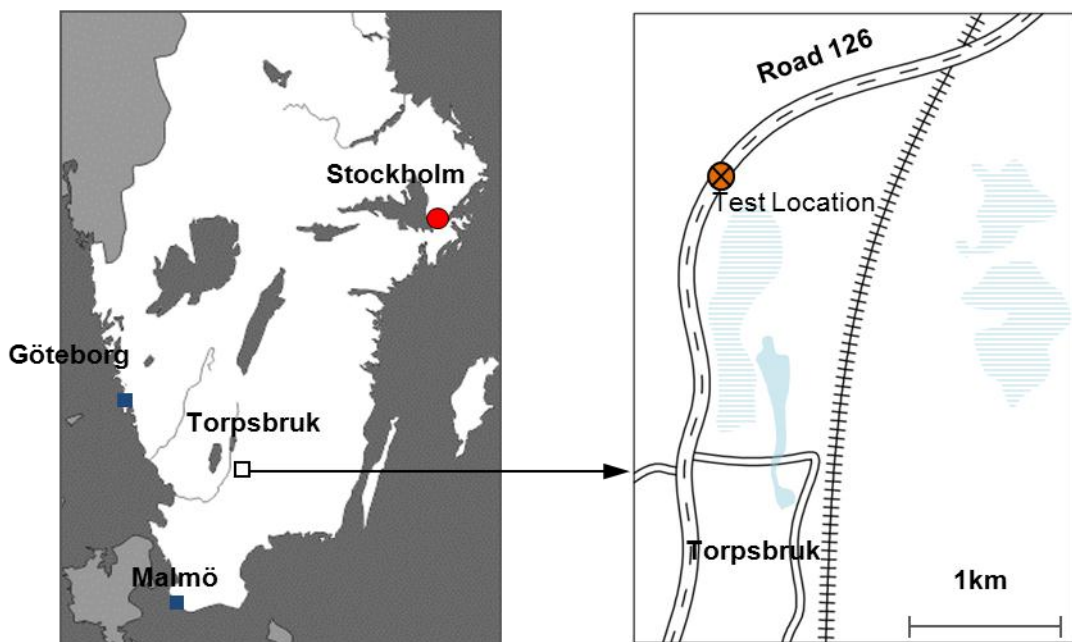 Stockholm
Göteborg
Torpsbruk
Malmö
Road 126
Test Location
Torpsbruk
1km